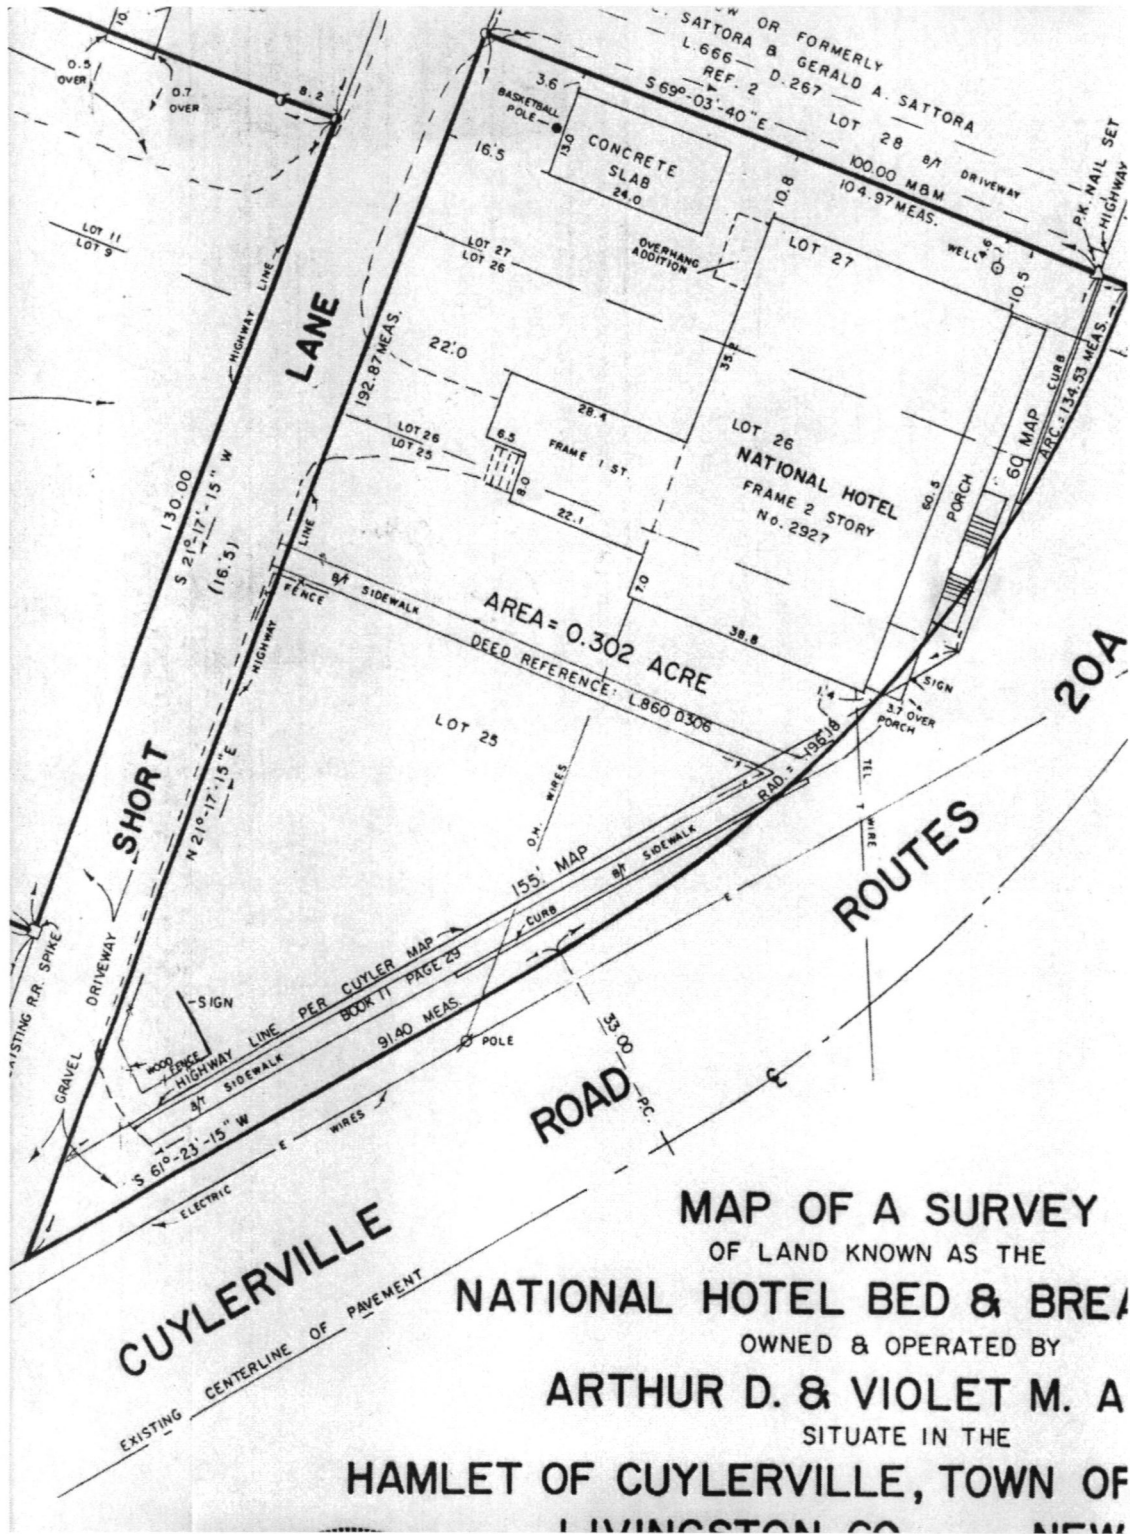 OW OR FORMERLY
SATTORA & GERALD A. SATTORA
L.666 — D.267
REF. 2
S 69°-03'-40"E
LOT 28
B/T DRIVEWAY
100.00 M&M
104.97 MEAS.
P.K. NAIL SET
HIGHWAY
10.
0.5
OVER
0.7
OVER
8.2
3.6
BASKETBALL
POLE
13.0
CONCRETE
SLAB
24.0
16.5
10.8
OVERHANG
ADDITION
LOT 27
WELL
4.6
10.5
LOT 11
LOT 9
HIGHWAY LINE
LANE
192.87 MEAS.
LOT 27
LOT 26
22.0
35.2
CURB
60 MAP
ARC.= 134.53 MEAS.
28.4
6.5
FRAME 1 ST.
8.0
22.1
LOT 26
LOT 25
LOT 26
NATIONAL HOTEL
FRAME 2 STORY
No. 2927
60.5
PORCH
7.0
38.8
130.00
S 21°-17'-15" W
(16.5)
LINE
HIGHWAY
FENCE
B/T SIDEWALK
AREA= 0.302 ACRE
DEED REFERENCE: L.860 D.306
LOT 25
1.4
SIGN
3.7 OVER
PORCH
20A
RAD.= 196.18
TEL. WIRE
O.H. WIRES
SHORT
N 21°-17'-15"E
155' MAP
B/T SIDEWALK
CURB
ROUTES
EXISTING R.R. SPIKE
DRIVEWAY
GRAVEL
SIGN
WOOD
FENCE
HIGHWAY LINE PER CUYLER MAP
BOOK 11 PAGE 29
B/T SIDEWALK
91.40 MEAS.
POLE
33.00
P.C.
ROAD
S 61°-23'-15" W
E
ELECTRIC E WIRES
CUYLERVILLE
EXISTING CENTERLINE OF PAVEMENT
MAP OF A SURVEY
OF LAND KNOWN AS THE
NATIONAL HOTEL BED & BREA
OWNED & OPERATED BY
ARTHUR D. & VIOLET M. A
SITUATE IN THE
HAMLET OF CUYLERVILLE, TOWN OF
LIVINGSTON CO. NEW